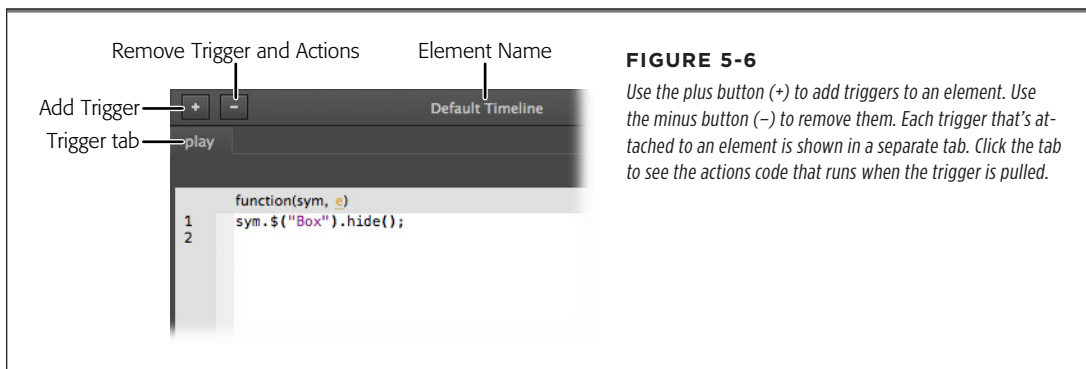 Remove Trigger and Actions
Element Name
Add Trigger
+
−
Default Timeline
Trigger tab
play
function(sym, e)
1 sym.$("Box").hide();
2
FIGURE 5-6
Use the plus button (+) to add triggers to an element. Use
the minus button (–) to remove them. Each trigger that's at-
tached to an element is shown in a separate tab. Click the tab
to see the actions code that runs when the trigger is pulled.